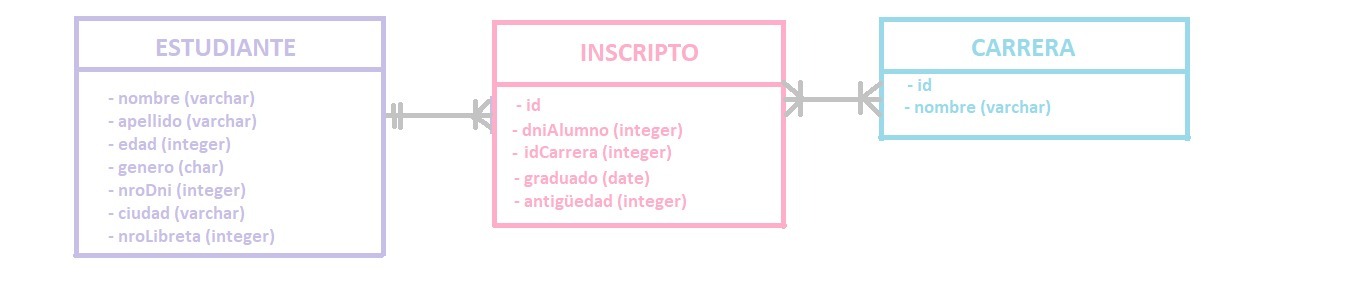 ESTUDIANTE
- nombre (varchar)
- apellido (varchar)
- edad (integer)
- genero (char)
- nroDni (integer)
- ciudad (varchar)
- nroLibreta (integer)
INSCRIPTO
- id
- dniAlumno (integer)
- idCarrera (integer)
- graduado (date)
- antigüedad (integer)
CARRERA
- id
- nombre (varchar)